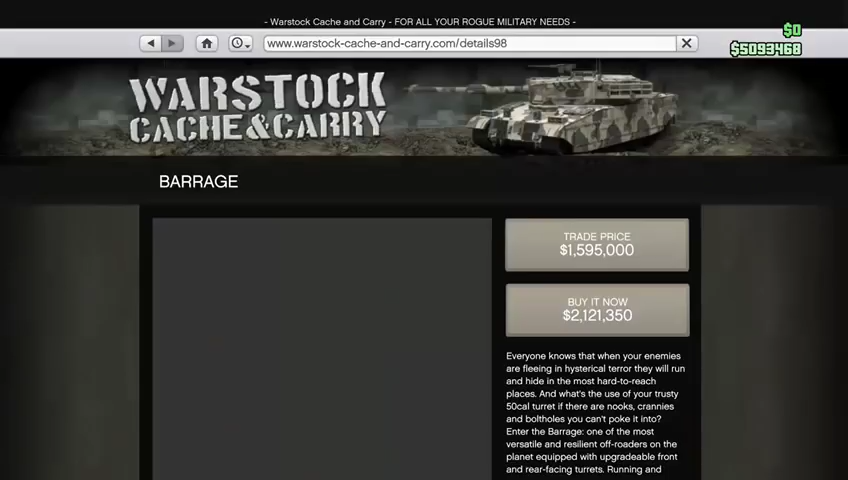 - Warstock Cache and Carry - FOR ALL YOUR ROGUE MILITARY NEEDS -
www.warstock-cache-and-carry.com/details98
$0
$5093468
WARSTOCK
CACHE&CARRY
BARRAGE
TRADE PRICE
$1,595,000
BUY IT NOW
$2,121,350
Everyone knows that when your enemies
are fleeing in hysterical terror they will run
and hide in the most hard-to-reach
places. And what's the use of your trusty
50cal turret if there are nooks, crannies
and boltholes you can't poke it into?
Enter the Barrage: one of the most
versatile and resilient off-roaders on the
planet equipped with upgradeable front
and rear-facing turrets. Running and